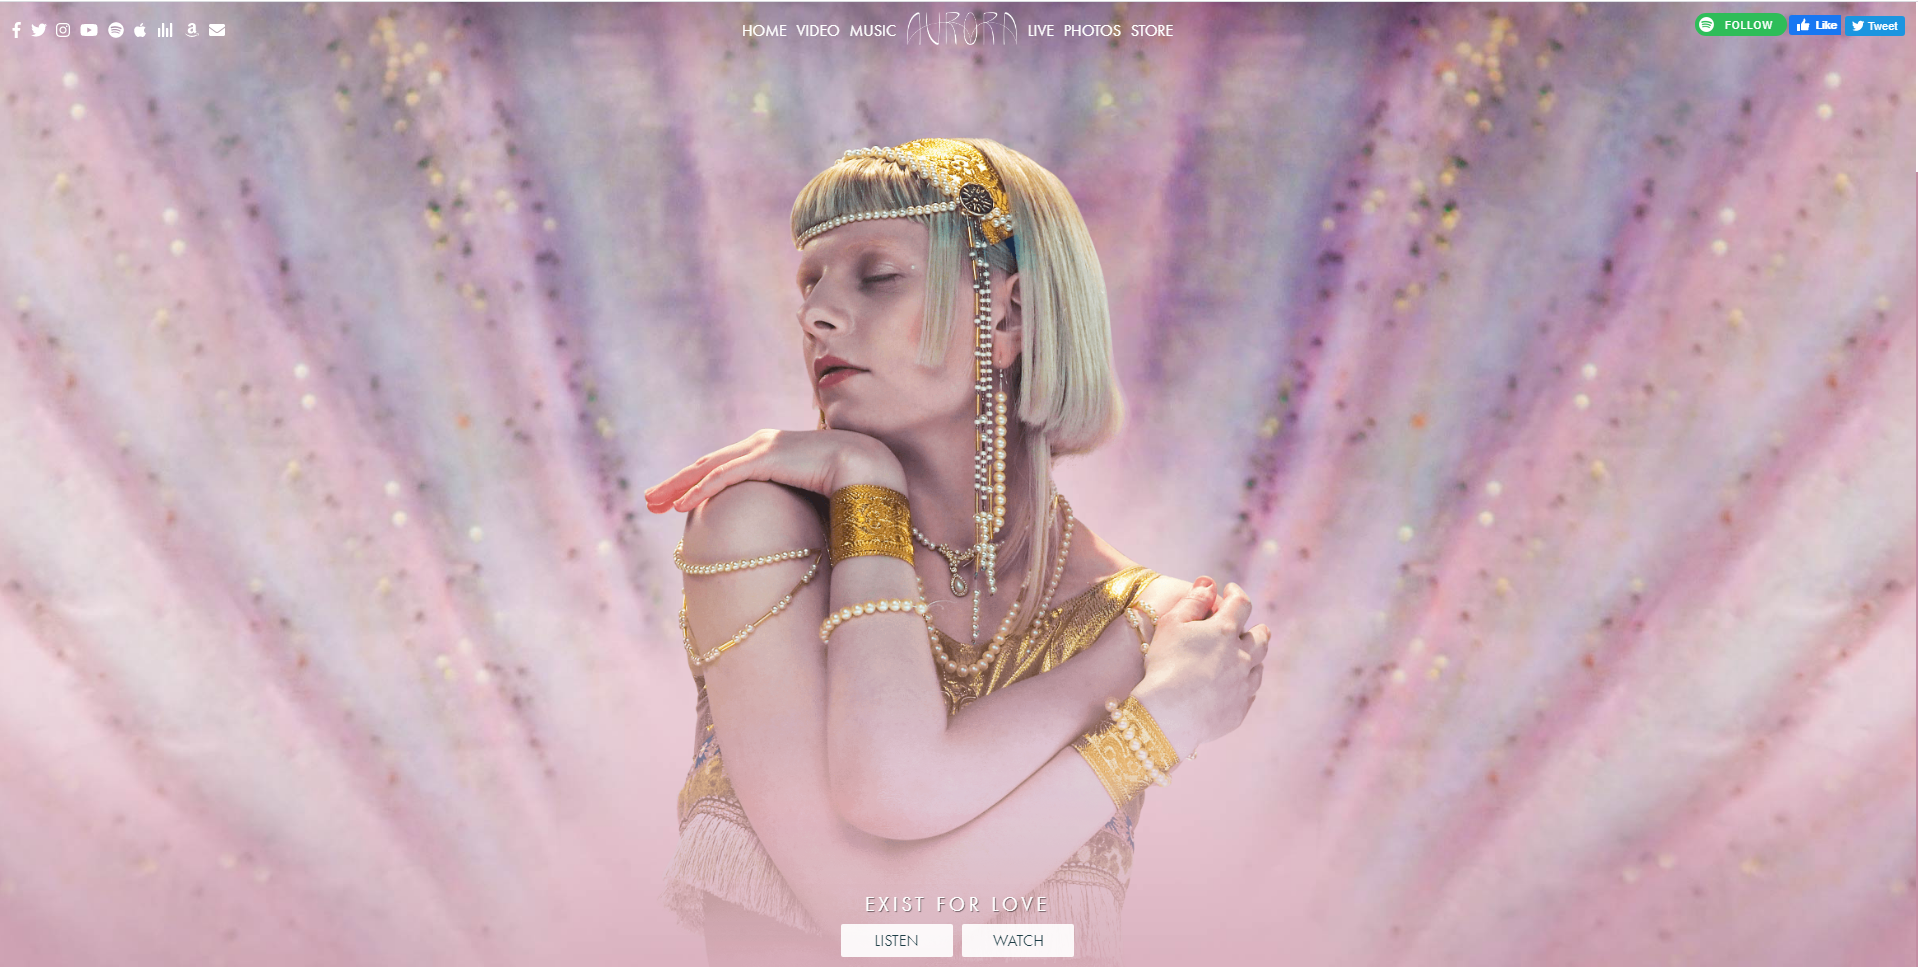 HOME VIDEO MUSIC AURORA LIVE PHOTOS STORE
FOLLOW Like Tweet
EXIST FOR LOVE
LISTEN WATCH